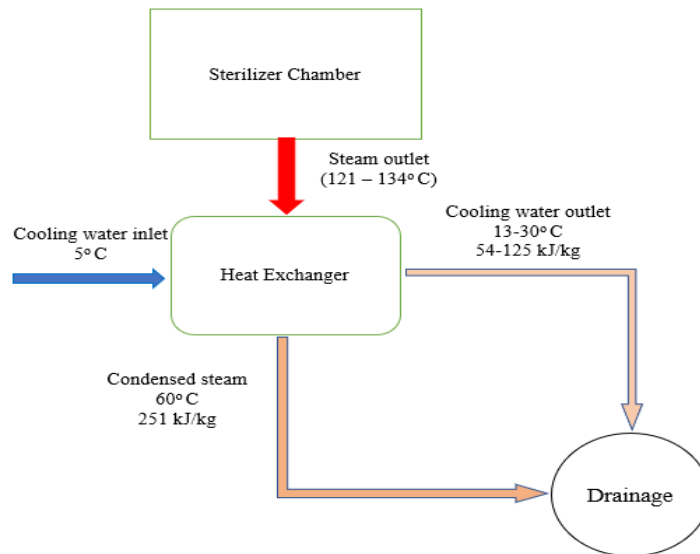 Sterilizer Chamber
Steam outlet
(121 – 134° C)
Cooling water inlet
5° C
Heat Exchanger
Cooling water outlet
13-30° C
54-125 kJ/kg
Condensed steam
60° C
251 kJ/kg
Drainage